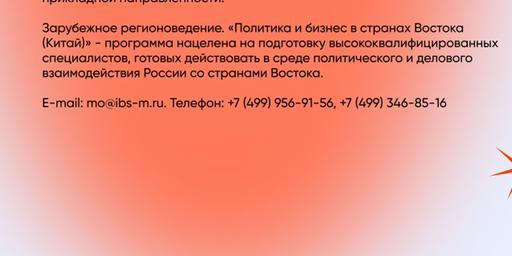 прикладной направленности.
Зарубежное регионоведение. «Политика и бизнес в странах Востока
(Китай)» - программа нацелена на подготовку высококвалифицированных
специалистов, готовых действовать в среде политического и делового
взаимодействия России со странами Востока.
E-mail: mo@ibs-m.ru. Телефон: +7 (499) 956-91-56, +7 (499) 346-85-16